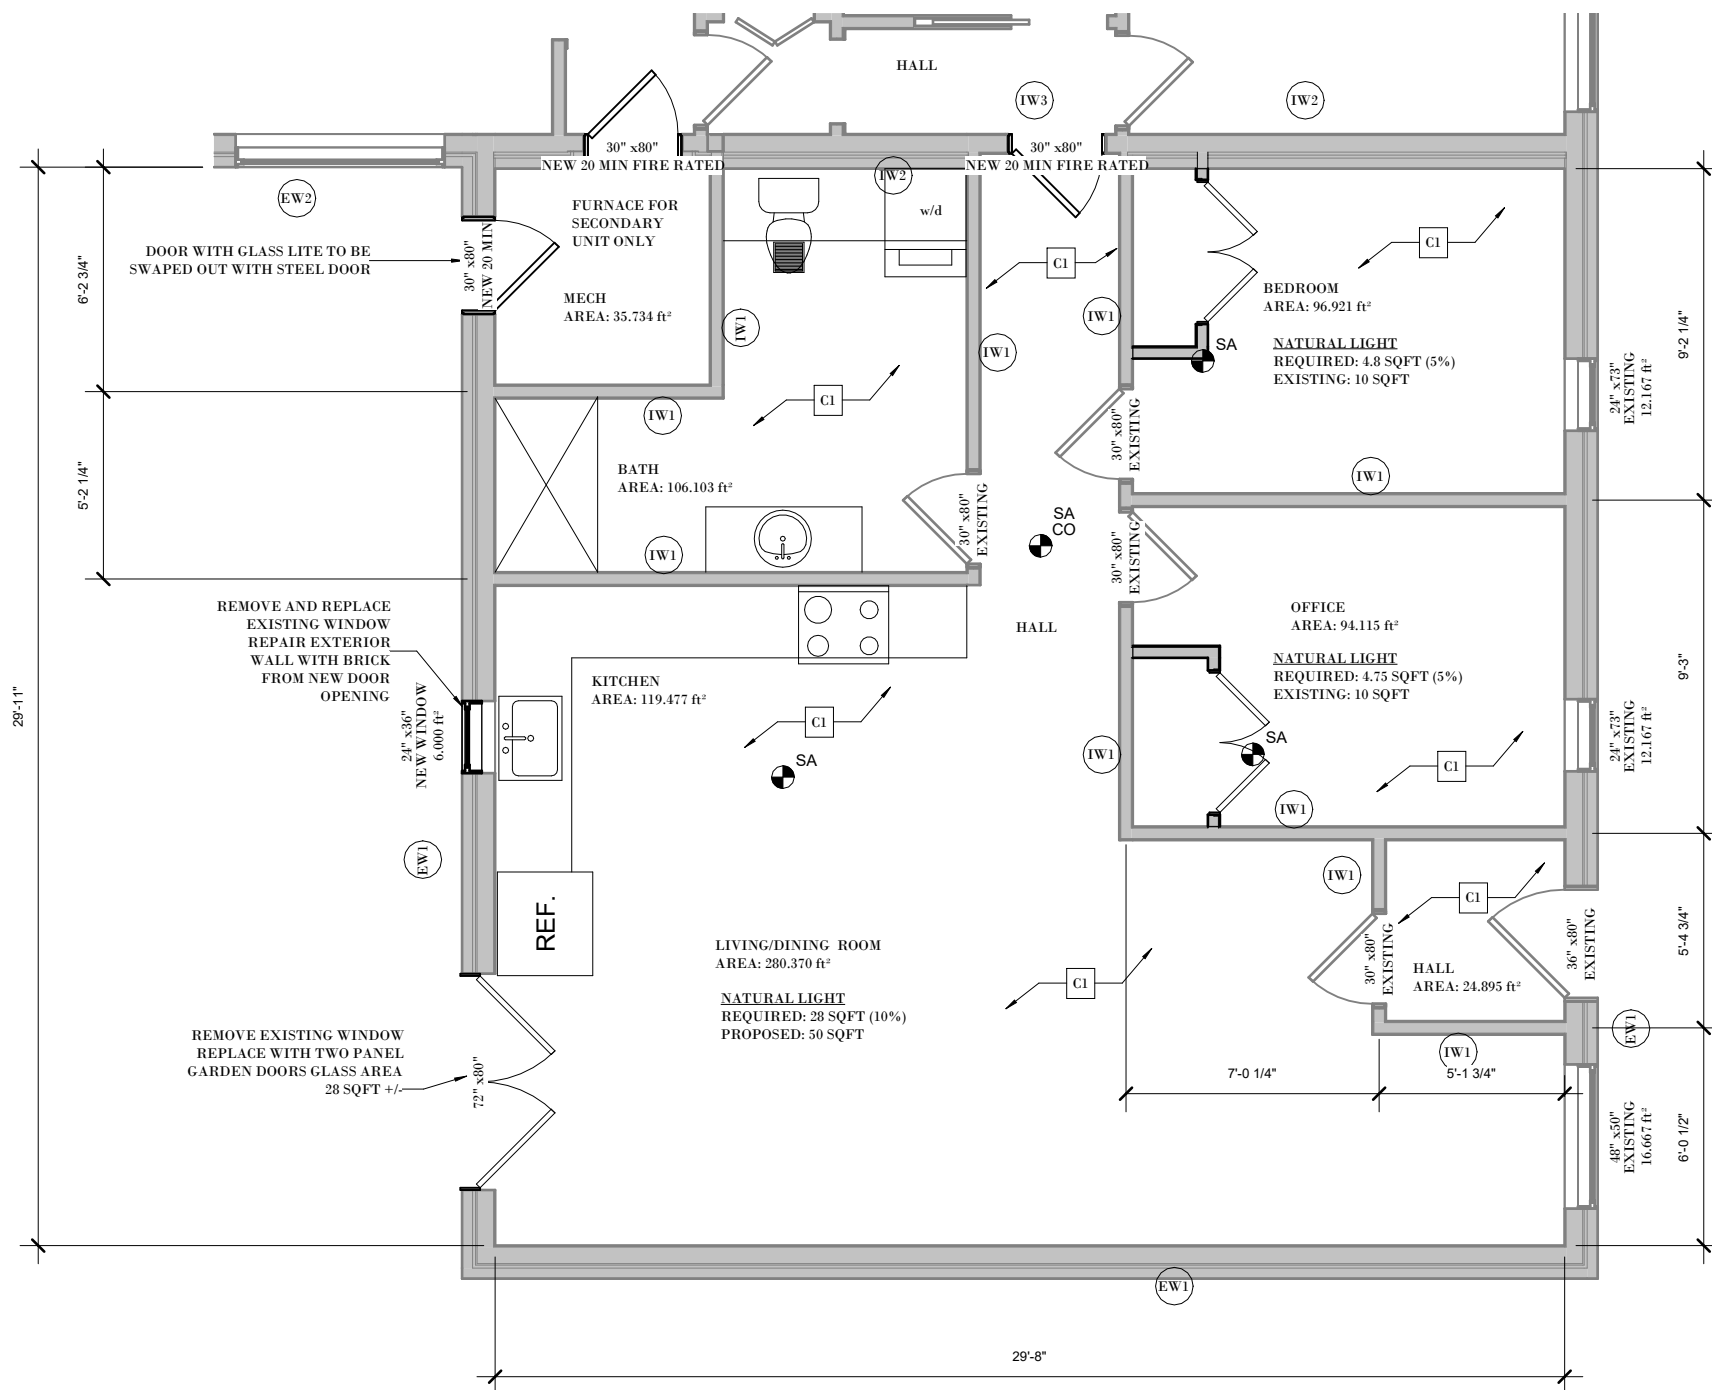 HALL
IW3
IW2
30" x80"
NEW 20 MIN FIRE RATED
30" x80"
NEW 20 MIN FIRE RATED
EW2
DOOR WITH GLASS LITE TO BE
SWAPED OUT WITH STEEL DOOR
30" x80"
NEW 20 MIN
FURNACE FOR
SECONDARY
UNIT ONLY
MECH
AREA: 35.734 ft²
IW2
w/d
IW1
IW1
C1
C1
IW1
IW1
C1
BEDROOM
AREA: 96.921 ft²
NATURAL LIGHT
REQUIRED: 4.8 SQFT (5%)
EXISTING: 10 SQFT
SA
24" x73"
EXISTING
12.167 ft²
9'-2 1/4"
6'-2 3/4"
5'-2 1/4"
29'-11"
BATH
AREA: 106.103 ft²
IW1
30" x80"
EXISTING
30" x80"
EXISTING
IW1
SA
CO
30" x80"
EXISTING
HALL
OFFICE
AREA: 94.115 ft²
NATURAL LIGHT
REQUIRED: 4.75 SQFT (5%)
EXISTING: 10 SQFT
SA
C1
IW1
IW1
24" x73"
EXISTING
12.167 ft²
9'-3"
REMOVE AND REPLACE
EXISTING WINDOW
REPAIR EXTERIOR
WALL WITH BRICK
FROM NEW DOOR
OPENING
24" x36"
NEW WINDOW
6.000 ft²
KITCHEN
AREA: 119.477 ft²
C1
SA
EW1
REF.
LIVING/DINING ROOM
AREA: 280.370 ft²
NATURAL LIGHT
REQUIRED: 28 SQFT (10%)
PROPOSED: 50 SQFT
C1
IW1
C1
30" x80"
EXISTING
HALL
AREA: 24.895 ft²
36" x80"
EXISTING
5'-4 3/4"
EW1
IW1
REMOVE EXISTING WINDOW
REPLACE WITH TWO PANEL
GARDEN DOORS GLASS AREA
28 SQFT +/-
72" x80"
7'-0 1/4"
5'-1 3/4"
48" x50"
EXISTING
16.667 ft²
6'-0 1/2"
EW1
29'-8"